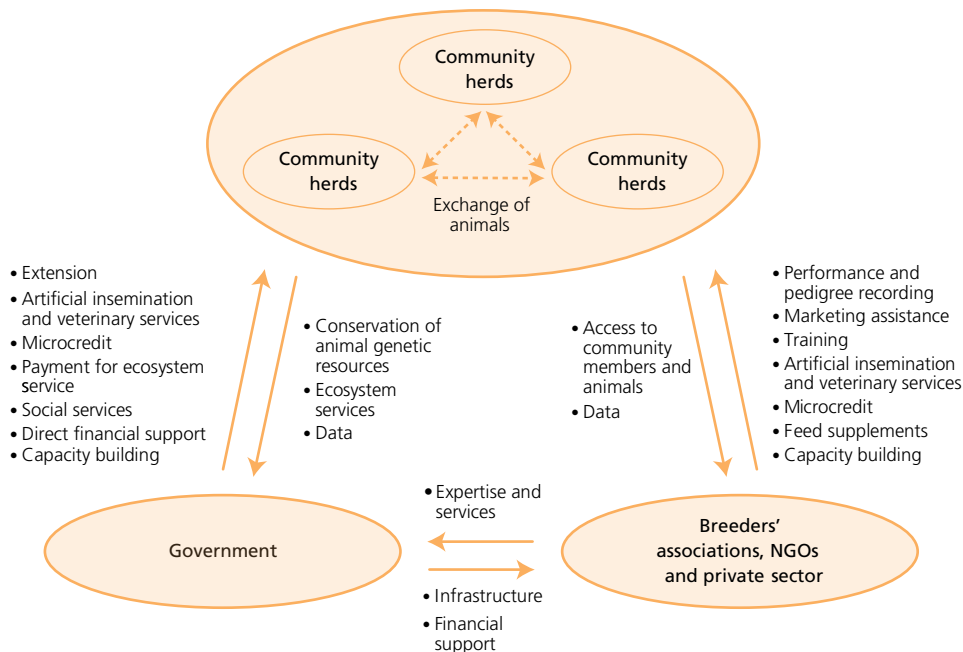 Community
herds
Community
herds
Community
herds
Exchange of
animals
• Extension
• Artificial insemination
and veterinary services
• Microcredit
• Payment for ecosystem
service
• Social services
• Direct financial support
• Capacity building
• Conservation of
animal genetic
resources
• Ecosystem
services
• Data
• Access to
community
members and
animals
• Data
• Performance and
pedigree recording
• Marketing assistance
• Training
• Artificial insemination
and veterinary services
• Microcredit
• Feed supplements
• Capacity building
Government
• Expertise and
services
• Infrastructure
• Financial
support
Breeders'
associations, NGOs
and private sector